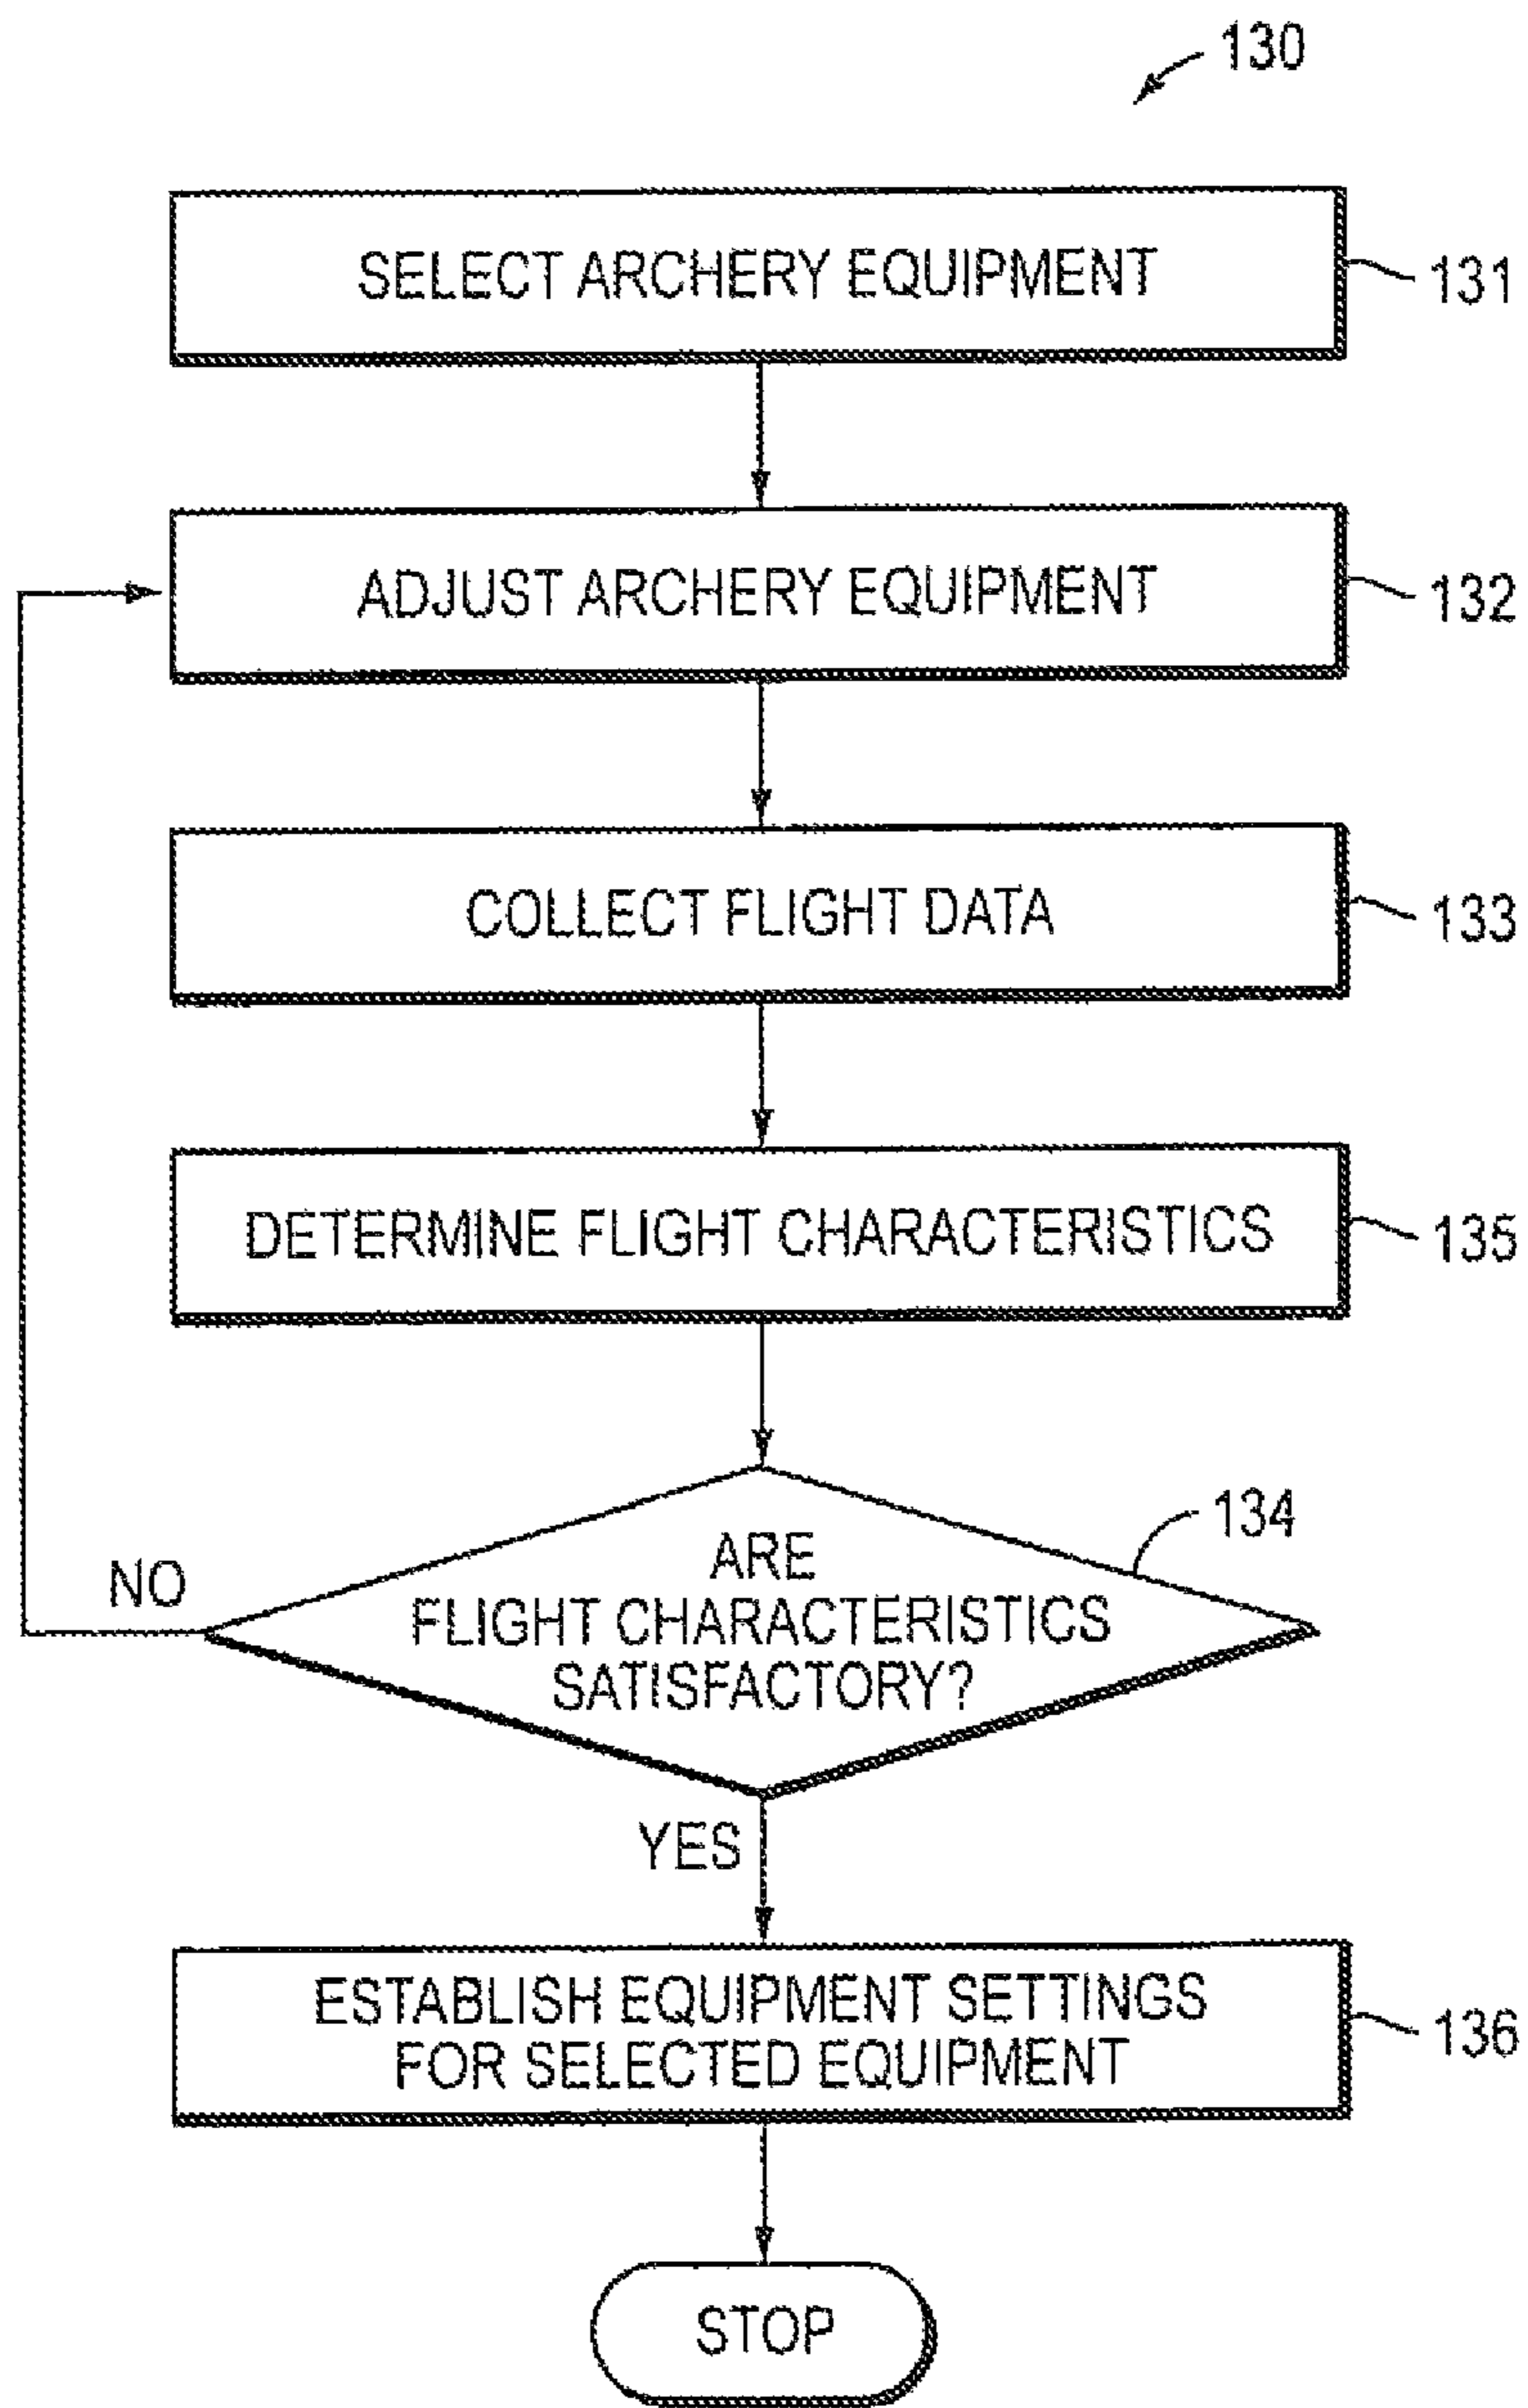 130
SELECT ARCHERY EQUIPMENT
131
ADJUST ARCHERY EQUIPMENT
132
COLLECT FLIGHT DATA
133
DETERMINE FLIGHT CHARACTERISTICS
135
134
ARE
FLIGHT CHARACTERISTICS
SATISFACTORY?
NO
YES
ESTABLISH EQUIPMENT SETTINGS
FOR SELECTED EQUIPMENT
136
STOP